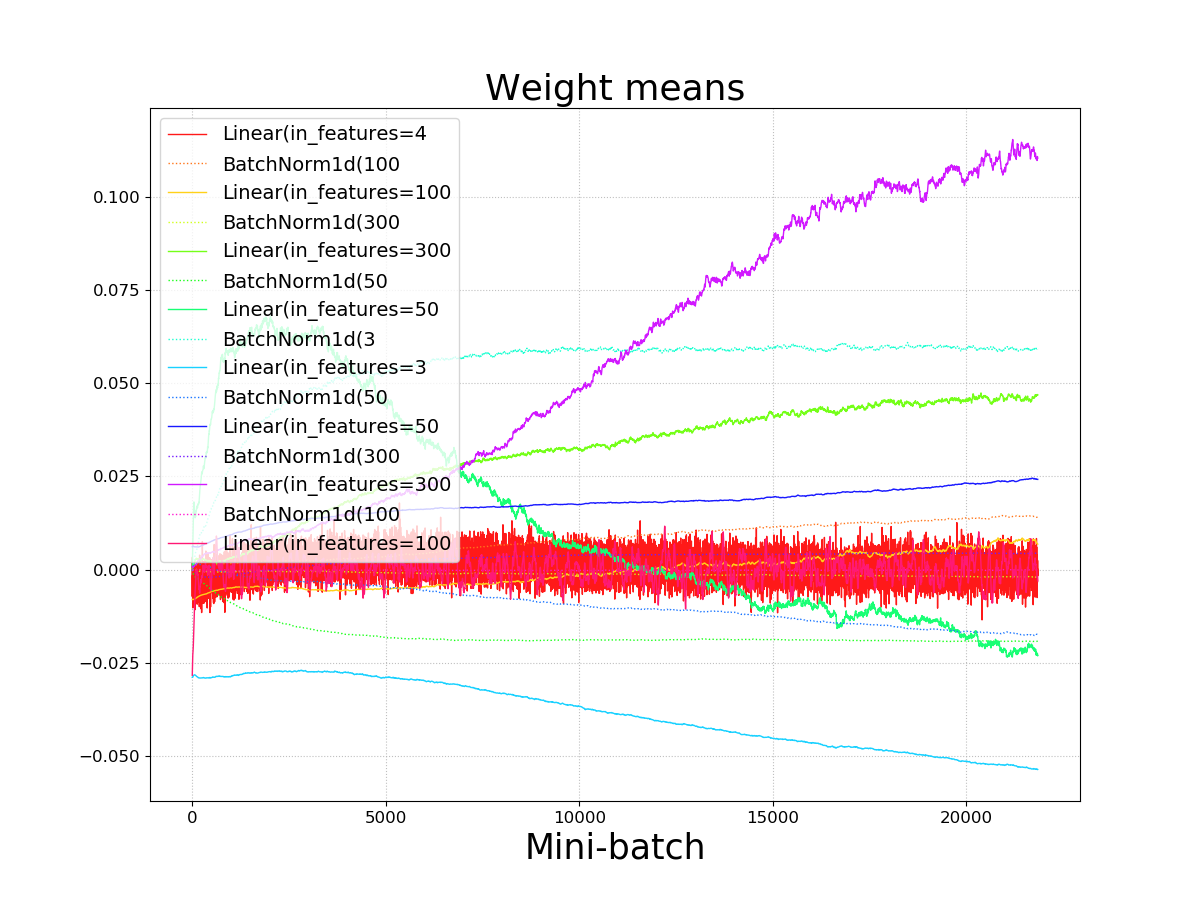 Weight means
Linear(in_features=4
BatchNorm1d(100
Linear(in_features=100
BatchNorm1d(300
Linear(in_features=300
BatchNorm1d(50
Linear(in_features=50
BatchNorm1d(3
Linear(in_features=3
BatchNorm1d(50
Linear(in_features=50
BatchNorm1d(300
Linear(in_features=300
BatchNorm1d(100
Linear(in_features=100
0.100
0.075
0.050
0.025
0.000
−0.025
−0.050
0 5000 10000 15000 20000
Mini-batch